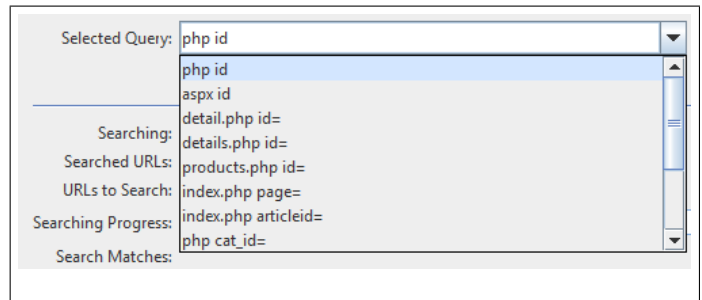 Selected Query: php id
php id
aspx id
detail.php id=
Searching: details.php id=
Searched URLs: products.php id=
URLs to Search: index.php page=
Searching Progress: index.php articleid=
php cat_id=
Search Matches: